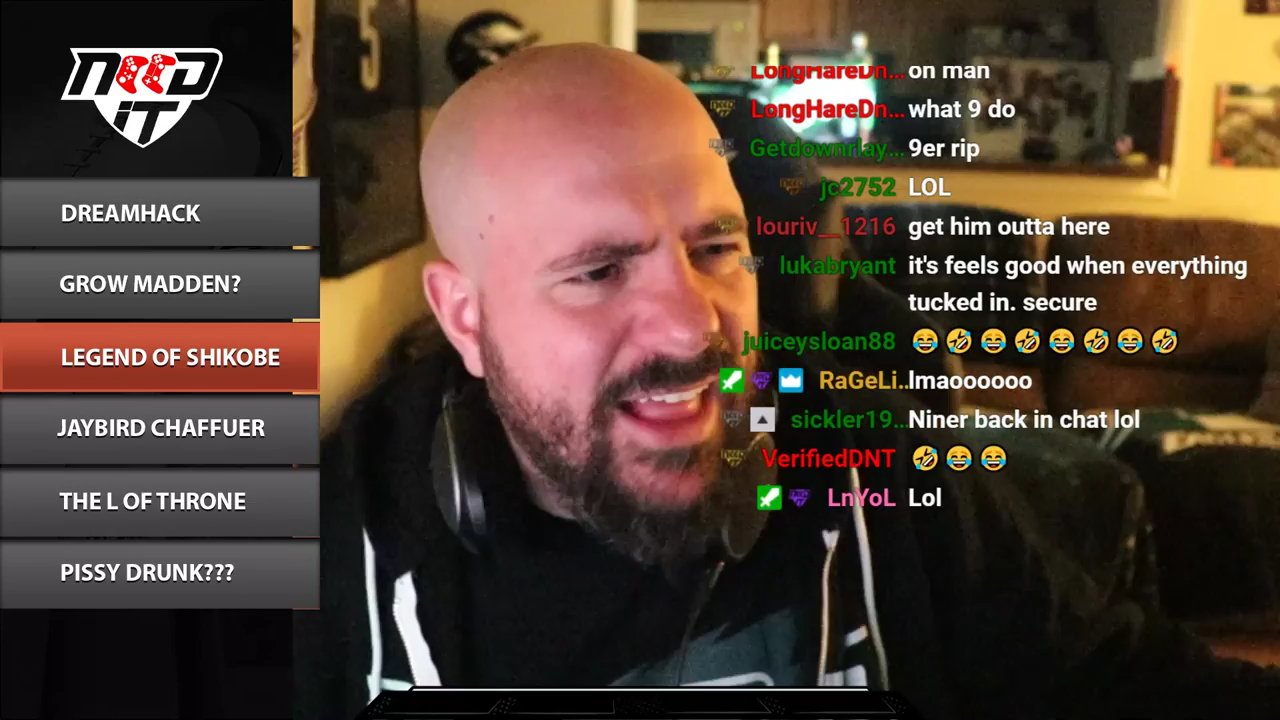 IT
DREAMHACK
GROW MADDEN?
LEGEND OF SHIKOBE
JAYBIRD CHAFFUER
THE L OF THRONE
PISSY DRUNK???
LongHareDn... on man
LongHareDn... what 9 do
Getdownrlay... 9er rip
jc2752 LOL
louriv__1216 get him outta here
lukabryant it's feels good when everything
tucked in. secure
juiceysloan88 😂🤣😂🤣😂🤣😂🤣
RaGeLi..lmaoooooo
sickler19...Niner back in chat lol
VerifiedDNT 🤣😂😂
LnYoL Lol